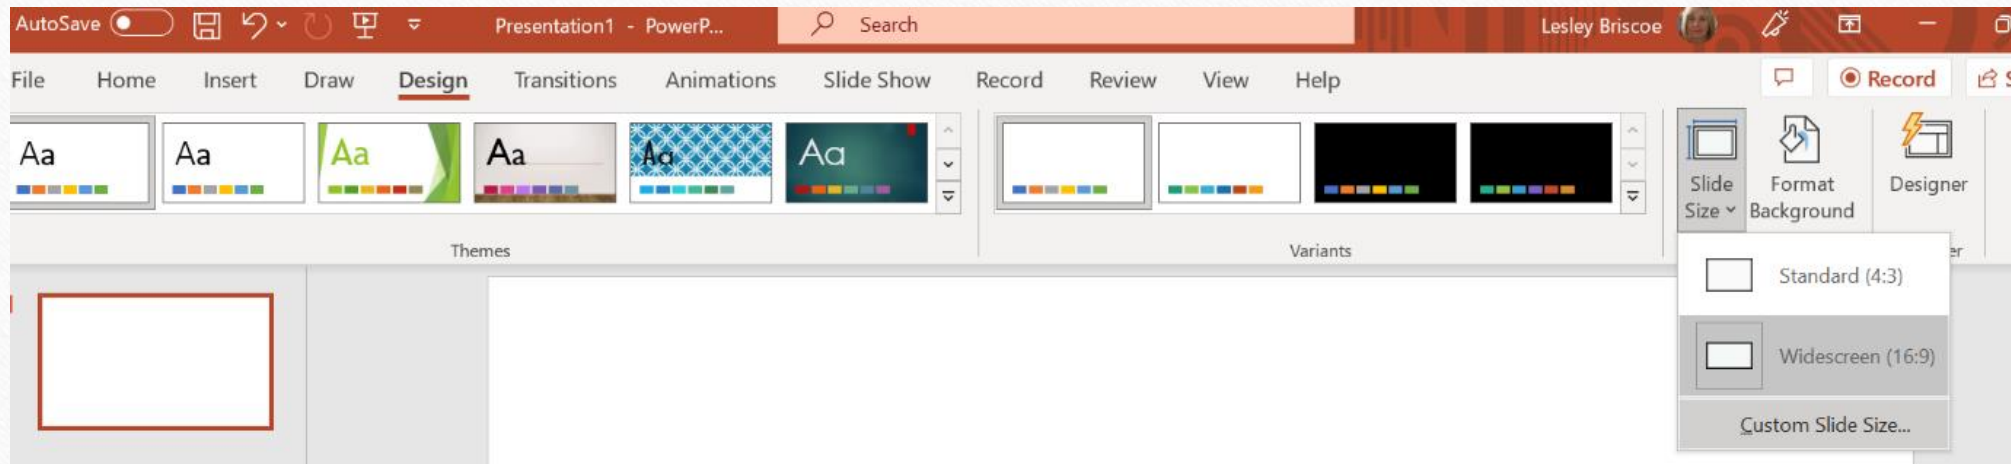 AutoSave
Presentation1 - PowerP...
Search
Lesley Briscoe
File Home Insert Draw Design Transitions Animations Slide Show Record Review View Help
Record
S
Aa Aa Aa Aa Aa Aa
Slide Size
Format Background
Designer
Themes
Variants
er
Standard (4:3)
Widescreen (16:9)
Custom Slide Size...